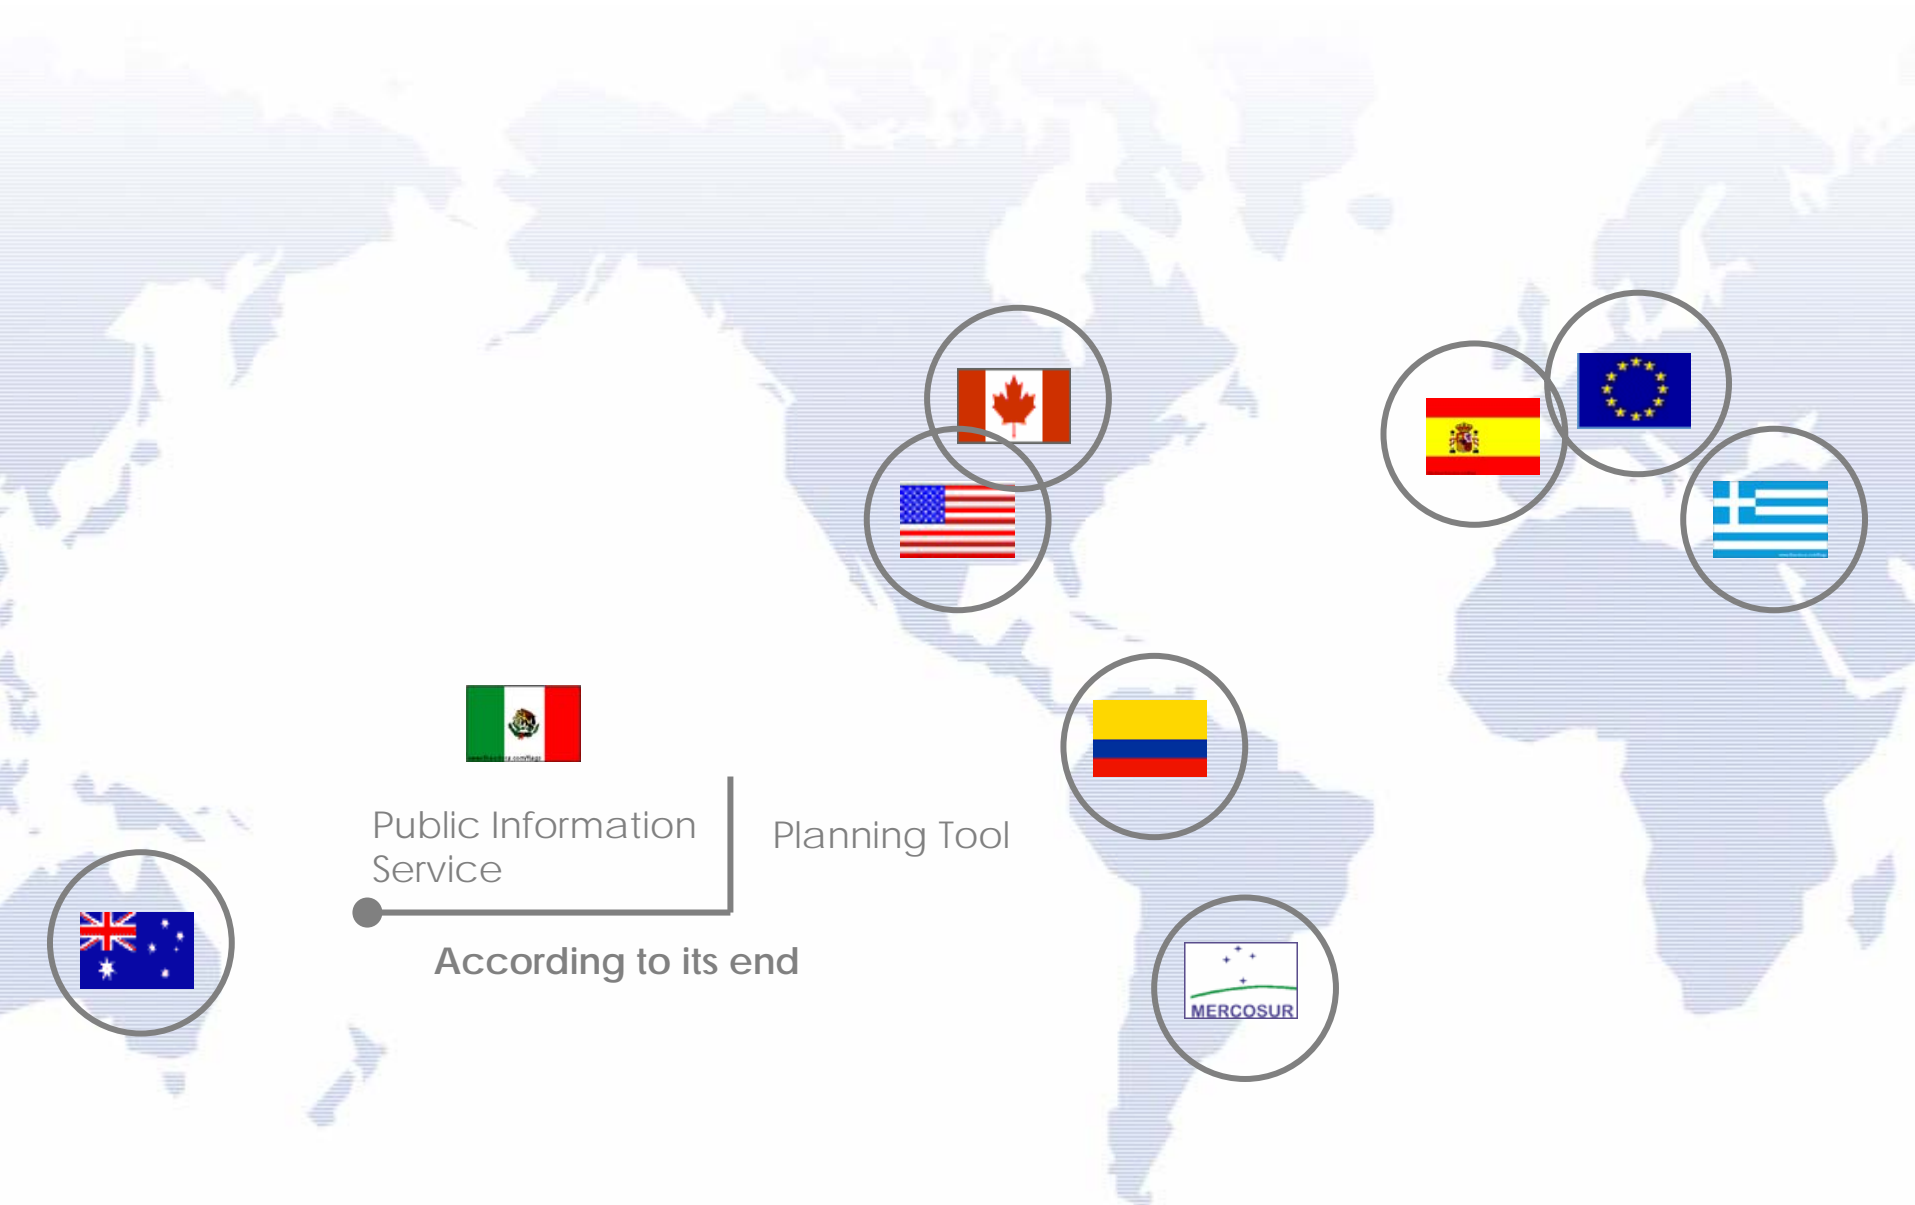 Public Information
Service
Planning Tool
According to its end
MERCOSUR